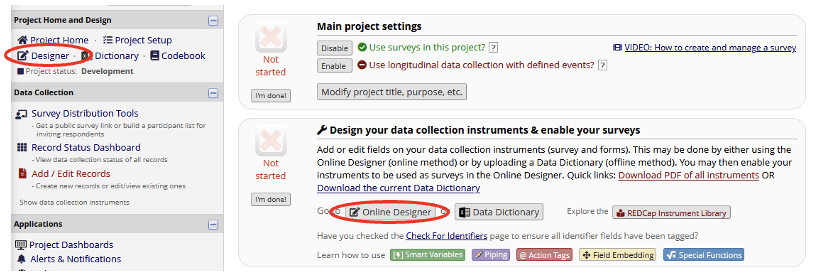 Project Home and Design
Project Home · Project Setup
Designer · Dictionary · Codebook
Project status: Development
Data Collection
Survey Distribution Tools
- Get a public survey link or build a participant list for
inviting respondents
Record Status Dashboard
- View data collection status of all records
Add / Edit Records
- Create new records or edit/view existing ones
Show data collection instruments
Applications
Project Dashboards
Alerts & Notifications
Not
started
I'm done!
Main project settings
Disable Use surveys in this project? ?
VIDEO: How to create and manage a survey
Enable Use longitudinal data collection with defined events? ?
Modify project title, purpose, etc.
Not
started
I'm done!
Design your data collection instruments & enable your surveys
Add or edit fields on your data collection instruments (survey and forms). This may be done by either using the
Online Designer (online method) or by uploading a Data Dictionary (offline method). You may then enable your
instruments to be used as surveys in the Online Designer. Quick links: Download PDF of all instruments OR
Download the current Data Dictionary
Go to Online Designer or Data Dictionary Explore the REDCap Instrument Library
Have you checked the Check For Identifiers page to ensure all identifier fields have been tagged?
Learn how to use [ ] Smart Variables Piping @ Action Tags Field Embedding Special Functions